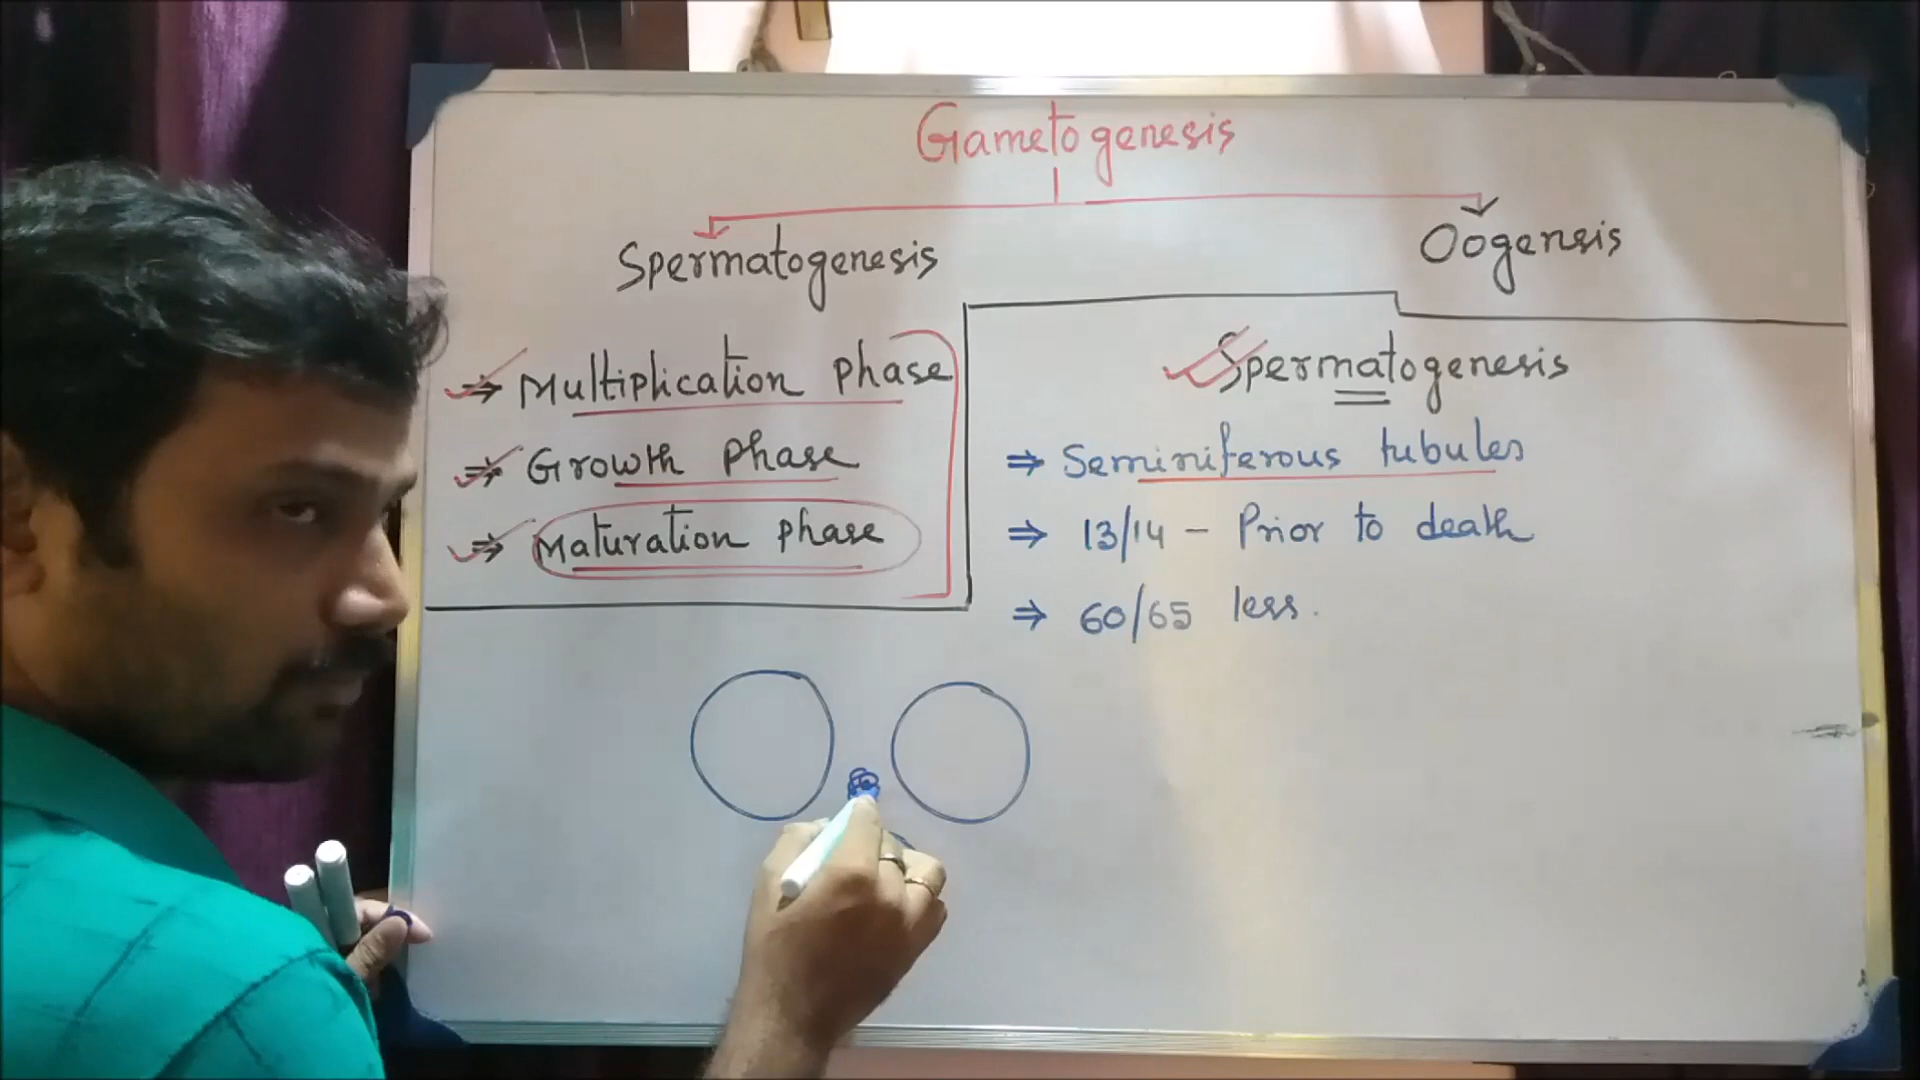 Gametogenesis
Spermatogenesis
Oogensis
⇒ Multiplication phase
⇒ Growth phase
⇒ Maturation phase
Spermatogenesis
⇒ Seminiferous tubules
⇒ 13/14 - Prior to death
⇒ 60/65 less.